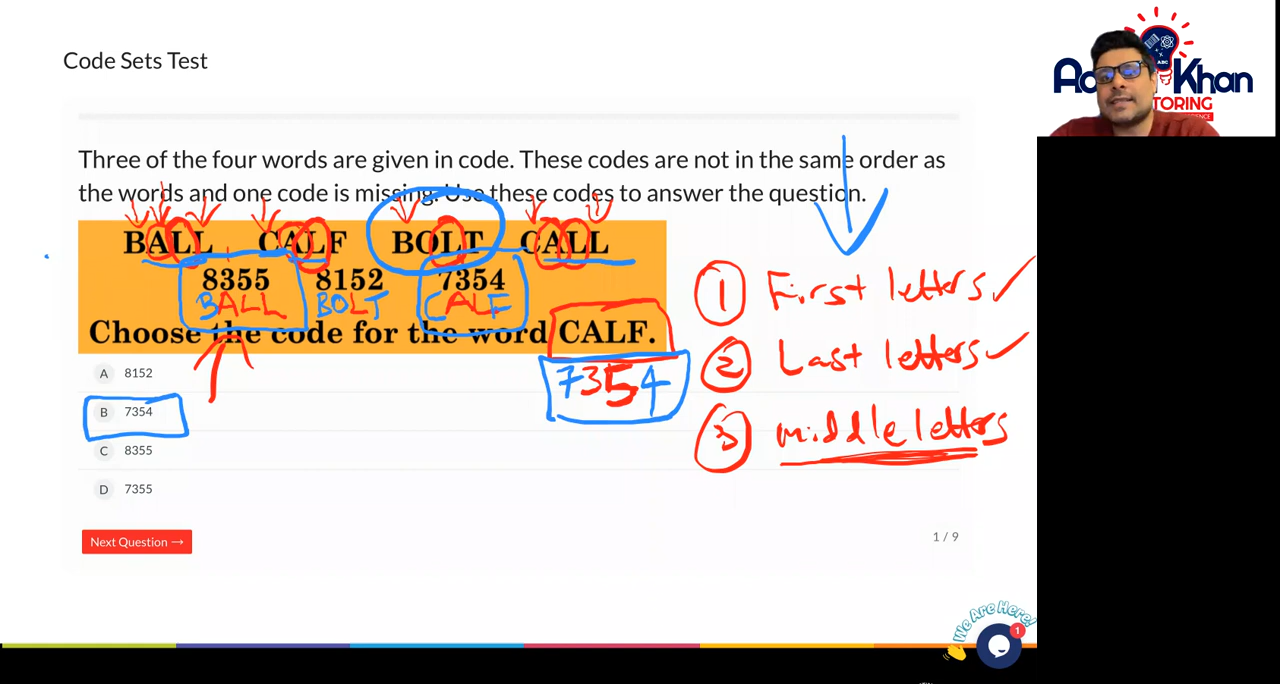 Code Sets Test
Three of the four words are given in code. These codes are not in the same order as
the words and one code is missing. Use these codes to answer the question.
BALL CALF BOLT CALL
8355 8152 7354
BALL BOLT CALF
Choose the code for the word CALF.
7354
A 8152
B 7354
C 8355
D 7355
Next Question →
1 / 9
1 First letters ✓
2 Last letters ✓
3 middle letters
Khan
TORING
ABC
We Are Here!
1